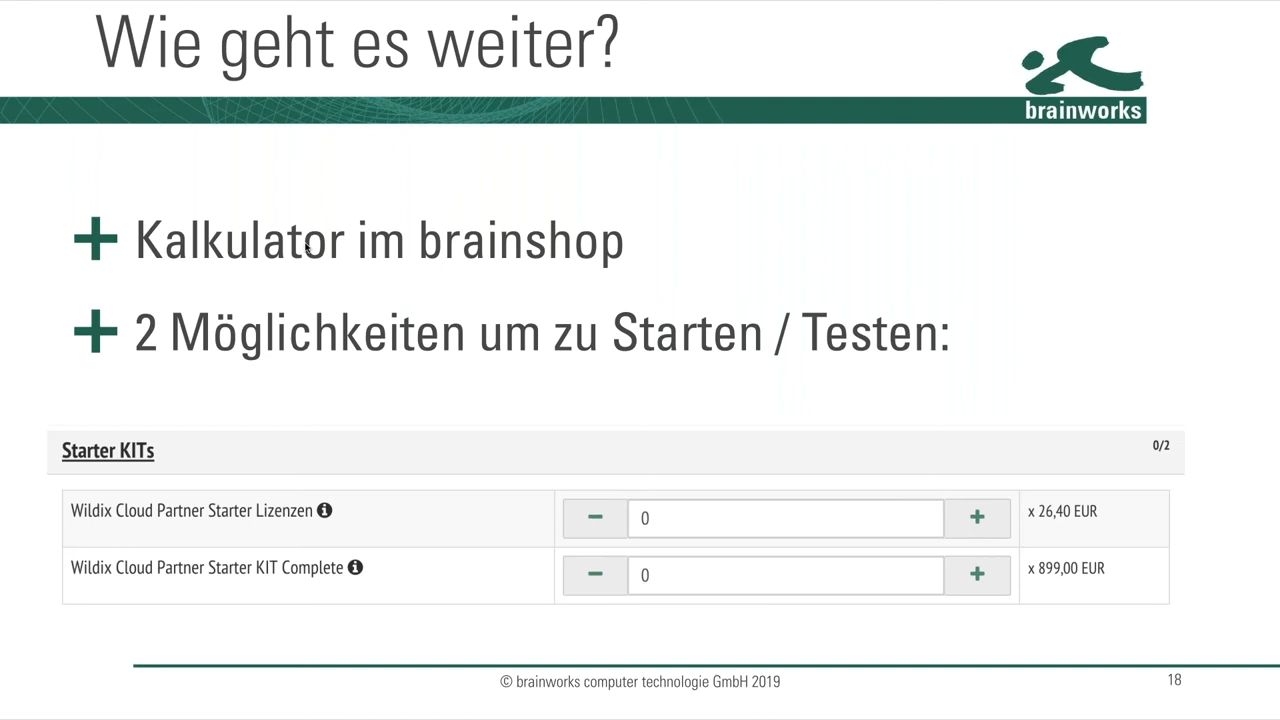 Wie geht es weiter?
brainworks
Kalkulator im brainshop
2 Möglichkeiten um zu Starten / Testen:
Starter KITs 0/2
Wildix Cloud Partner Starter Lizenzen − 0 + x 26,40 EUR
Wildix Cloud Partner Starter KIT Complete − 0 + x 899,00 EUR
© brainworks computer technologie GmbH 2019 18